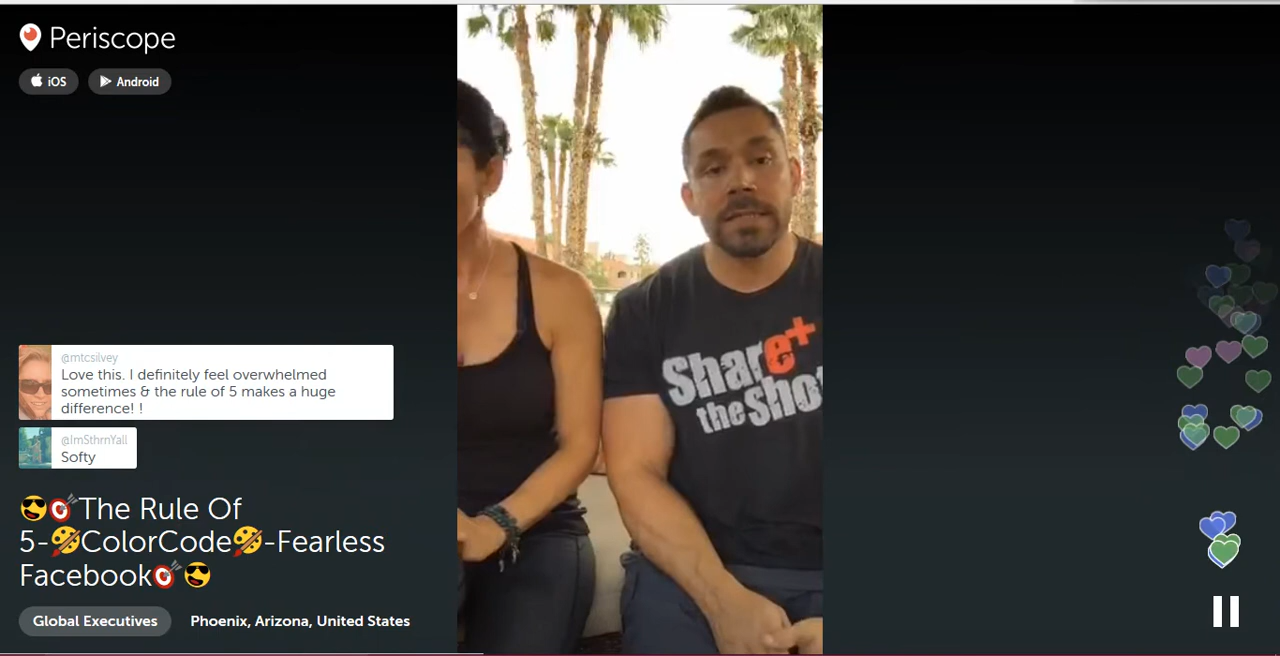 Periscope
iOS
Android
@mtcsilvey
Love this. I definitely feel overwhelmed
sometimes & the rule of 5 makes a huge
difference! !
@ImSthrnYall
Softy
😎🎯The Rule Of
5-🎨ColorCode🎨-Fearless
Facebook🎯😎
Global Executives
Phoenix, Arizona, United States
Share+
the Sho